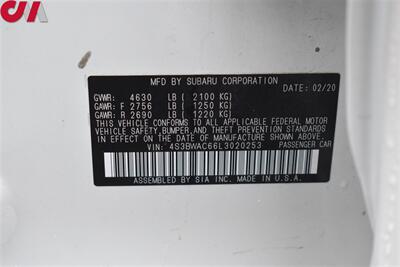 CIA
MFD BY SUBARU CORPORATION
GVWR: 4630 LB ( 2100 KG) DATE: 02/20
GAWR: F 2756 LB ( 1250 KG)
GAWR: R 2690 LB ( 1220 KG)
THIS VEHICLE CONFORMS TO ALL APPLICABLE FEDERAL MOTOR
VEHICLE SAFETY, BUMPER, AND THEFT PREVENTION STANDARDS
IN EFFECT ON THE DATE OF MANUFACTURE SHOWN ABOVE.
VIN: 4S3BWAC66L3020253 PASSENGER CAR
ASSEMBLED BY SIA INC. MADE IN U.S.A.